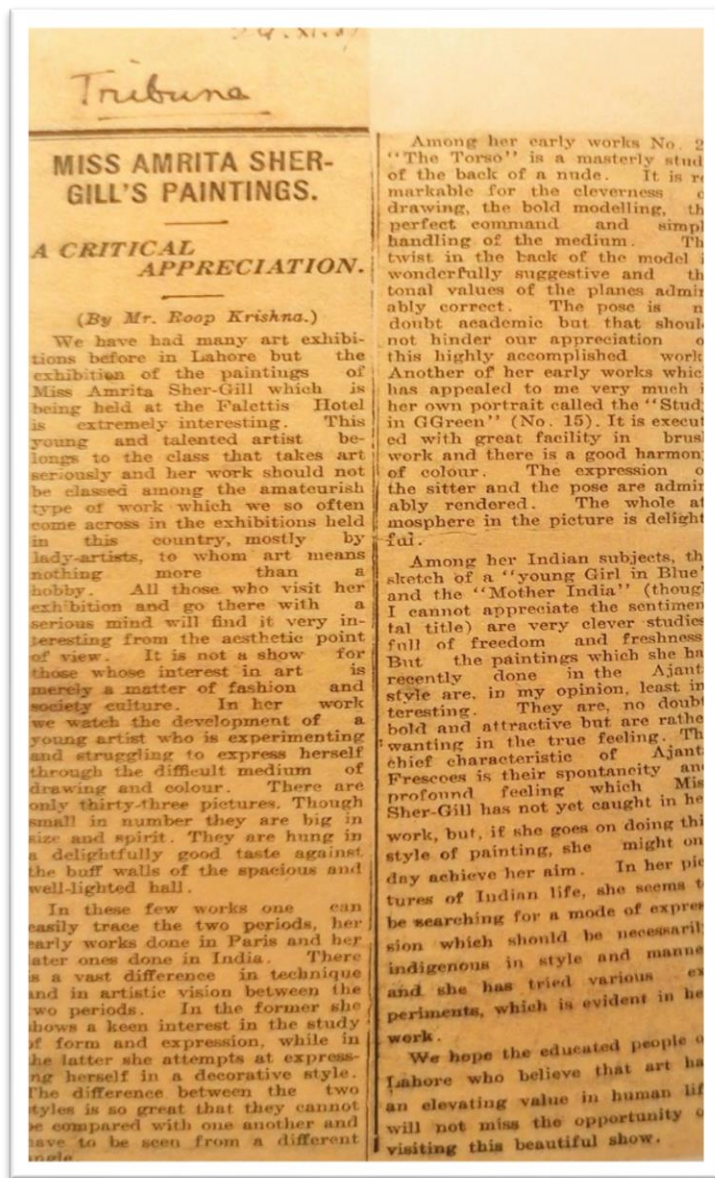 Tribune
MISS AMRITA SHER-
GILL'S PAINTINGS.
A CRITICAL
APPRECIATION.
(By Mr. Roop Krishna.)
We have had many art exhibi-
tions before in Lahore but the
exhibition of the paintings of
Miss Amrita Sher-Gill which is
being held at the Falettis Hotel
is extremely interesting. This
young and talented artist be-
longs to the class that takes art
seriously and her work should not
be classed among the amateurish
type of work which we so often
come across in the exhibitions held
in this country, mostly by
lady-artists, to whom art means
nothing more than a
hobby. All those who visit her
exhibition and go there with a
serious mind will find it very in-
teresting from the aesthetic point
of view. It is not a show for
those whose interest in art is
merely a matter of fashion and
society culture. In her work
we watch the development of a
young artist who is experimenting
and struggling to express herself
through the difficult medium of
drawing and colour. There are
only thirty-three pictures. Though
small in number they are big in
size and spirit. They are hung in
a delightfully good taste against
the buff walls of the spacious and
well-lighted hall.
In these few works one can
easily trace the two periods, her
early works done in Paris and her
later ones done in India. There
is a vast difference in technique
and in artistic vision between the
two periods. In the former she
shows a keen interest in the study
of form and expression, while in
the latter she attempts at express-
ing herself in a decorative style.
The difference between the two
styles is so great that they cannot
be compared with one another and
have to be seen from a different
angle.
Among her early works No. 2
"The Torso" is a masterly stud
of the back of a nude. It is re
markable for the cleverness o
drawing, the bold modelling, th
perfect command and simpl
handling of the medium. Th
twist in the back of the model i
wonderfully suggestive and th
tonal values of the planes admir
ably correct. The pose is n
doubt academic but that shoul
not hinder our appreciation o
this highly accomplished work
Another of her early works whic
has appealed to me very much i
her own portrait called the "Stud
in GGreen" (No. 15). It is execut
ed with great facility in brus
work and there is a good harmon
of colour. The expression o
the sitter and the pose are admir
ably rendered. The whole at
mosphere in the picture is delight
ful.
Among her Indian subjects, th
sketch of a "young Girl in Blue'
and the "Mother India" (thoug
I cannot appreciate the sentimen
tal title) are very clever studies
full of freedom and freshness
But the paintings which she ha
recently done in the Ajant
style are, in my opinion, least in
teresting. They are, no doubt
bold and attractive but are rathe
wanting in the true feeling. Th
chief characteristic of Ajant
Frescoes is their spontaneity and
profound feeling which Mis
Sher-Gill has not yet caught in he
work, but, if she goes on doing thi
style of painting, she might on
day achieve her aim. In her pic
tures of Indian life, she seems t
be searching for a mode of expres
sion which should be necessaril
indigenous in style and manne
and she has tried various ex
periments, which is evident in he
work.
We hope the educated people o
Lahore who believe that art ha
an elevating value in human lif
will not miss the opportunity o
visiting this beautiful show.